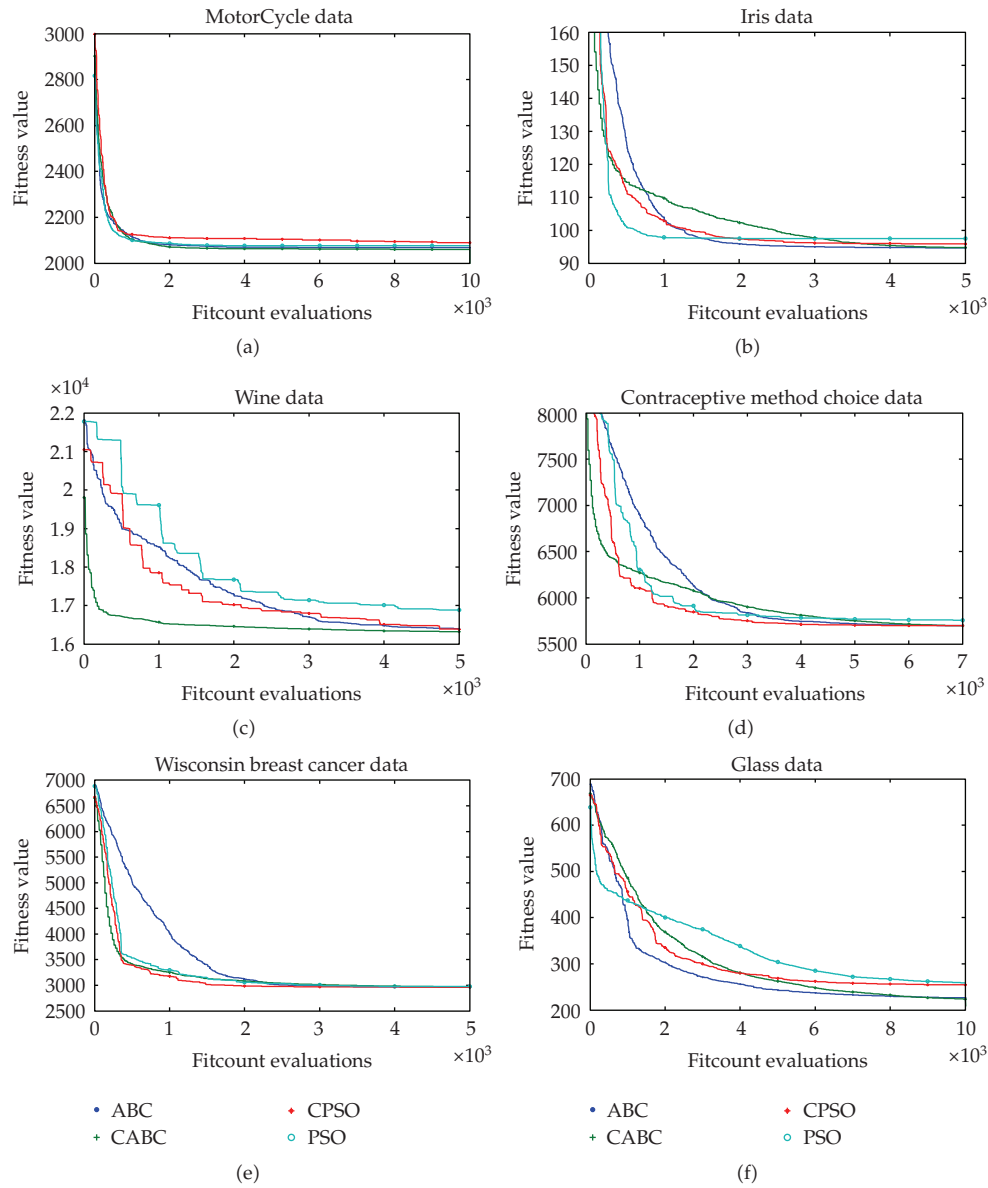 MotorCycle data
3000
2800
2600
2400
2200
2000
Fitness value
0 2 4 6 8 10
×10³
Fitcount evaluations
(a)
Iris data
160
150
140
130
120
110
100
90
Fitness value
0 1 2 3 4 5
×10³
Fitcount evaluations
(b)
×10⁴
Wine data
2.2
2.1
2
1.9
1.8
1.7
1.6
Fitness value
0 1 2 3 4 5
×10³
Fitcount evaluations
(c)
Contraceptive method choice data
8000
7500
7000
6500
6000
5500
Fitness value
0 1 2 3 4 5 6 7
×10³
Fitcount evaluations
(d)
Wisconsin breast cancer data
7000
6500
6000
5500
5000
4500
4000
3500
3000
2500
Fitness value
0 1 2 3 4 5
×10³
Fitcount evaluations
ABC
CABC
CPSO
PSO
(e)
Glass data
700
600
500
400
300
200
Fitness value
0 2 4 6 8 10
×10³
Fitcount evaluations
ABC
CABC
CPSO
PSO
(f)